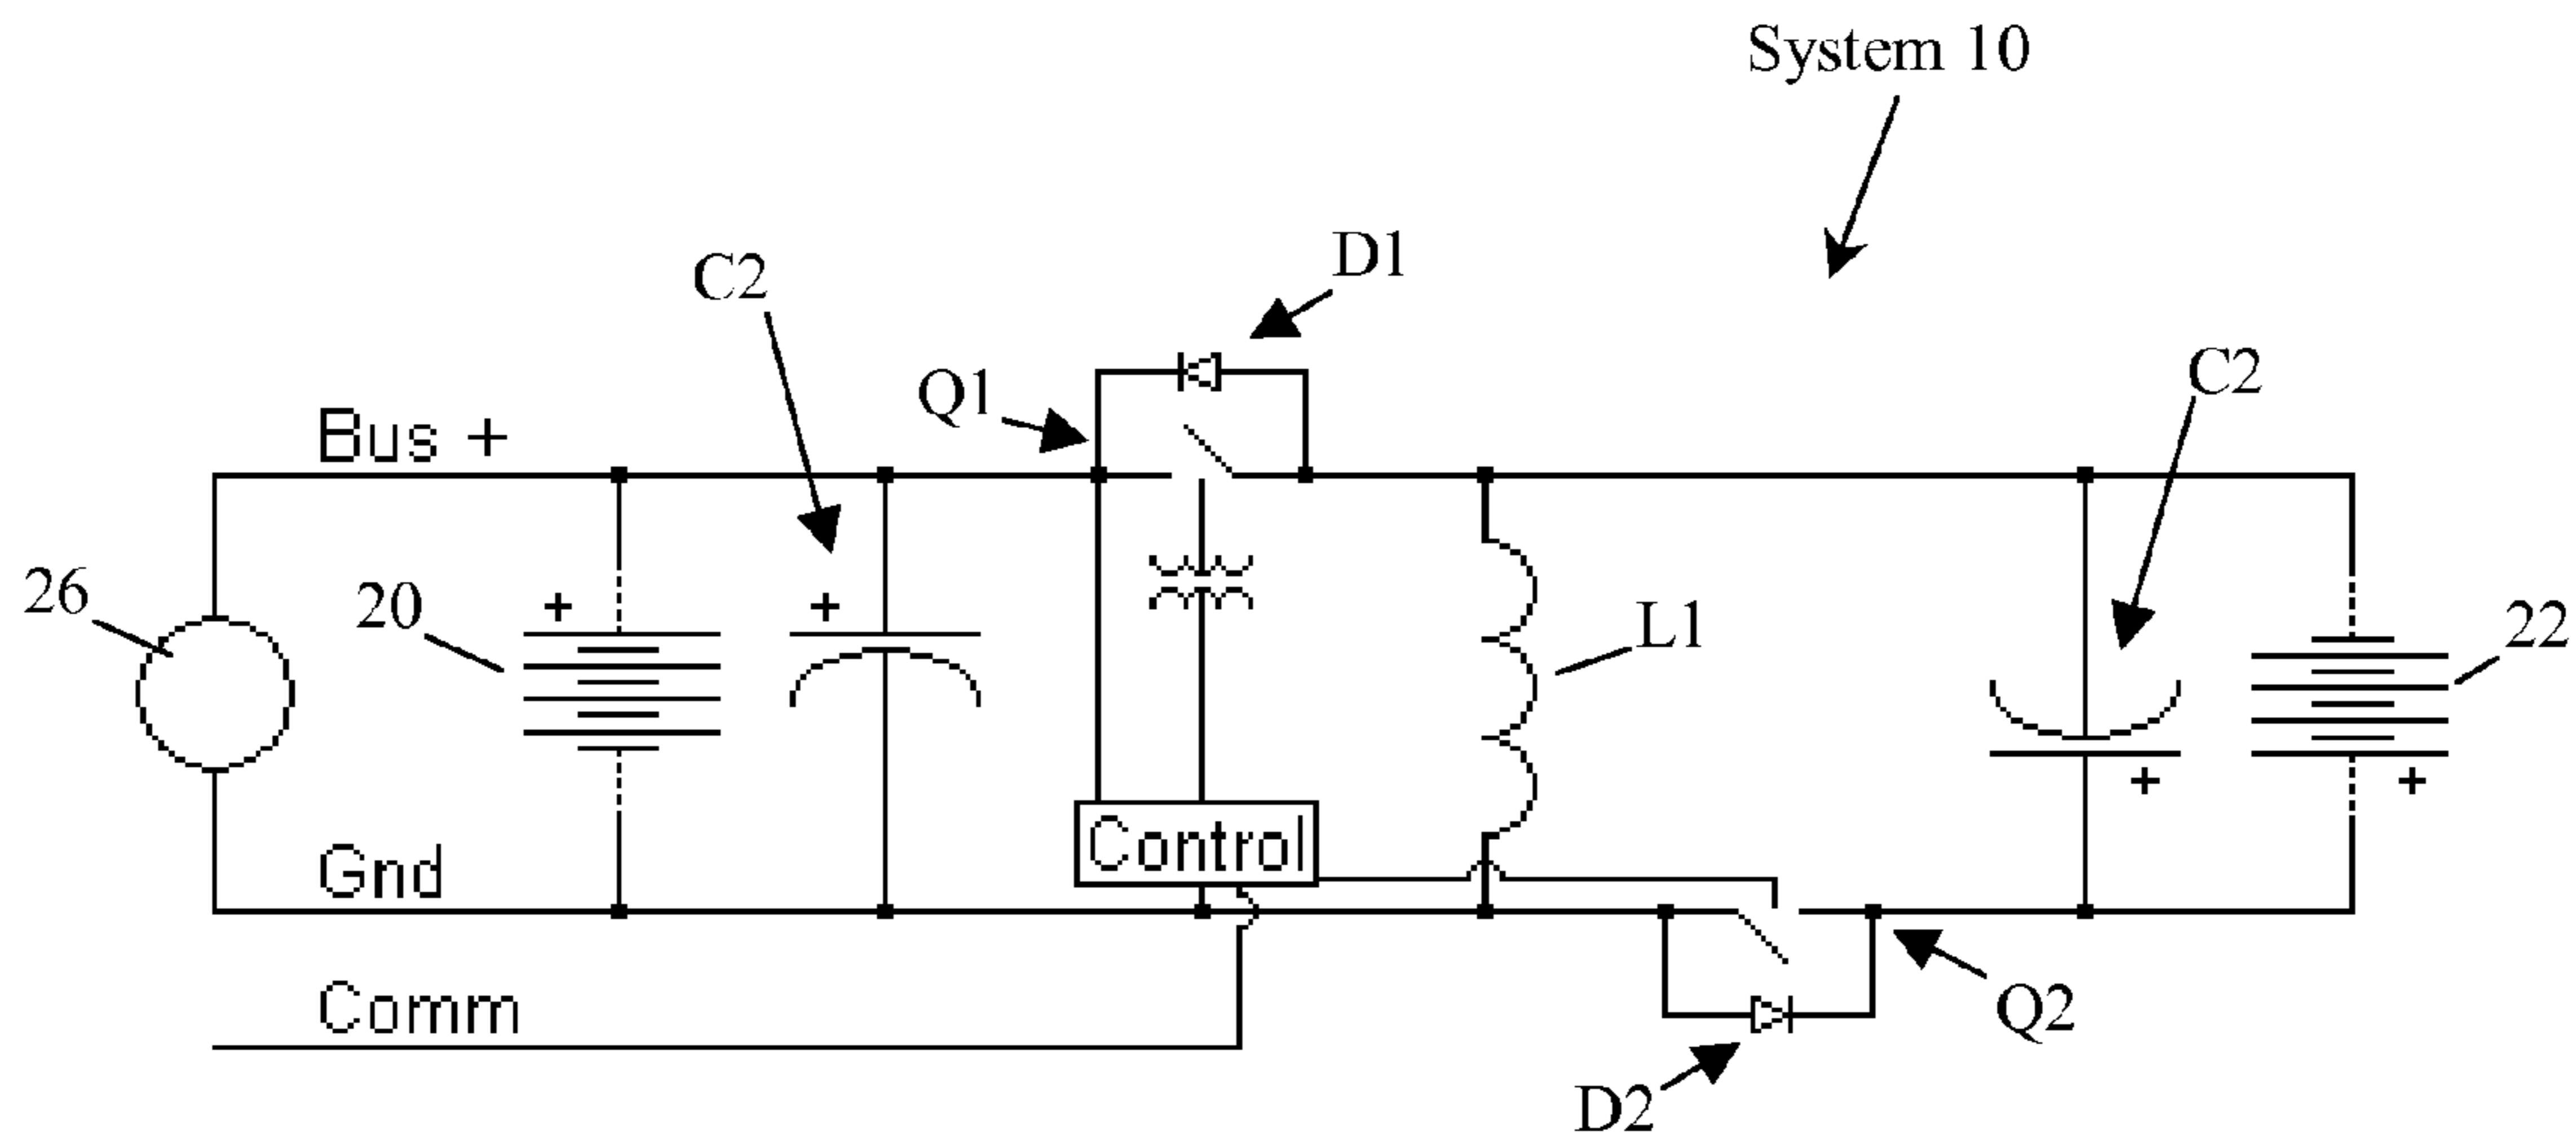 System 10
D1
C2
C2
Q1
Bus +
26
20
+
+
L1
22
+
+
Control
Gnd
Comm
Q2
D2